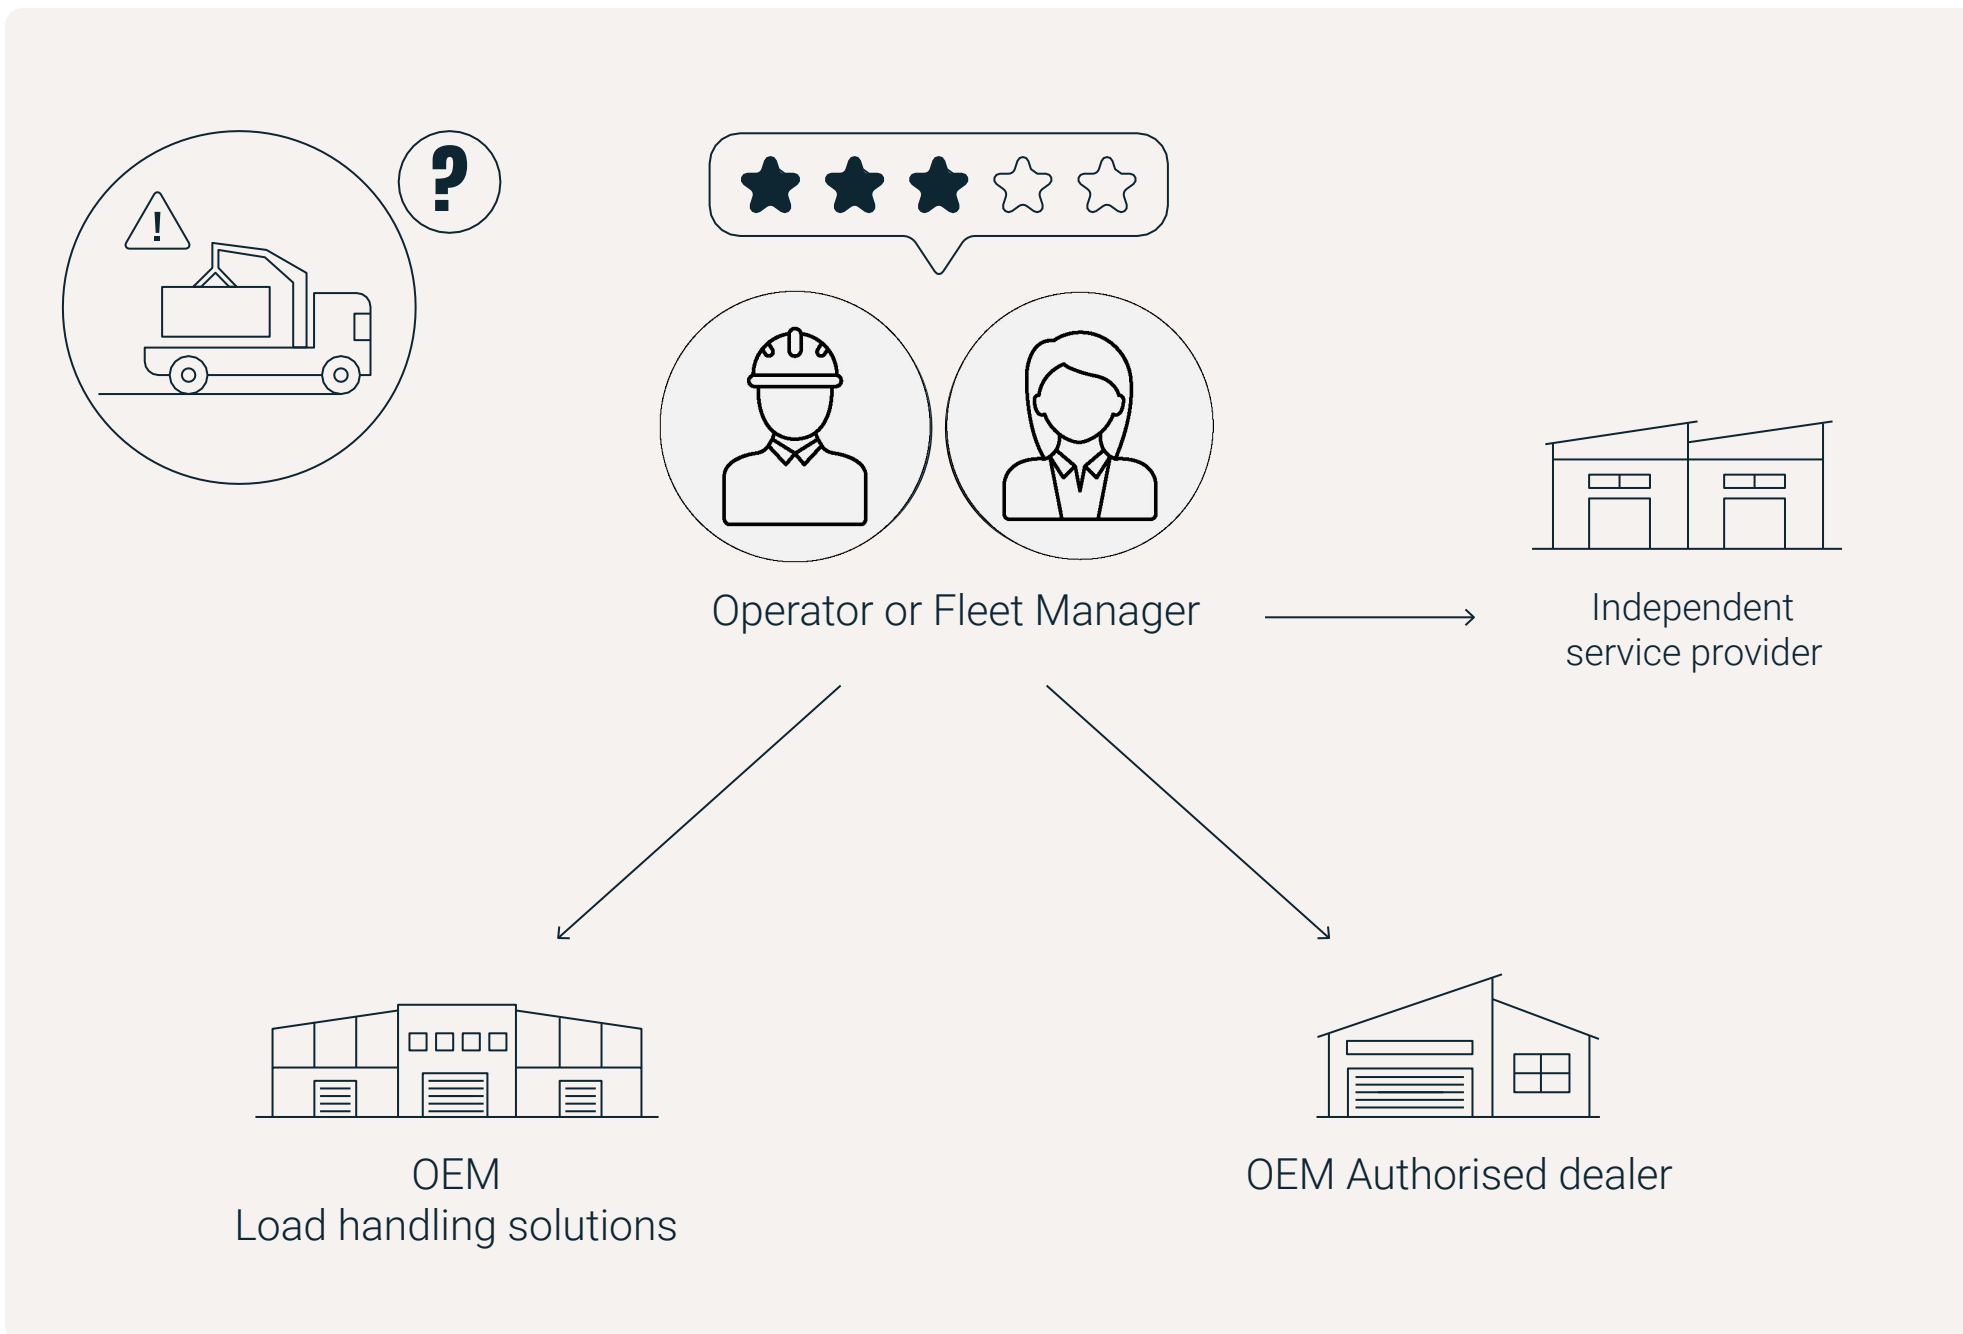 !
?
Operator or Fleet Manager
Independent
service provider
OEM
Load handling solutions
OEM Authorised dealer